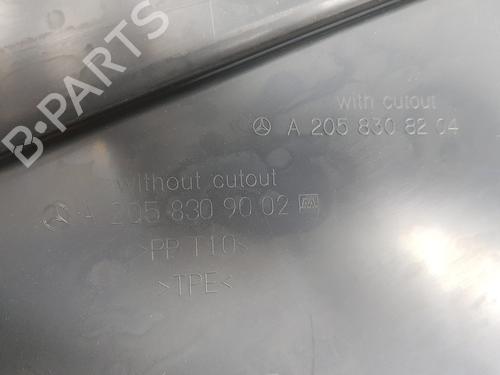 B-PARTS
with cutout
A 205 830 82 04
without cutout
A 205 830 90 02
>PP T10<
>TPE<